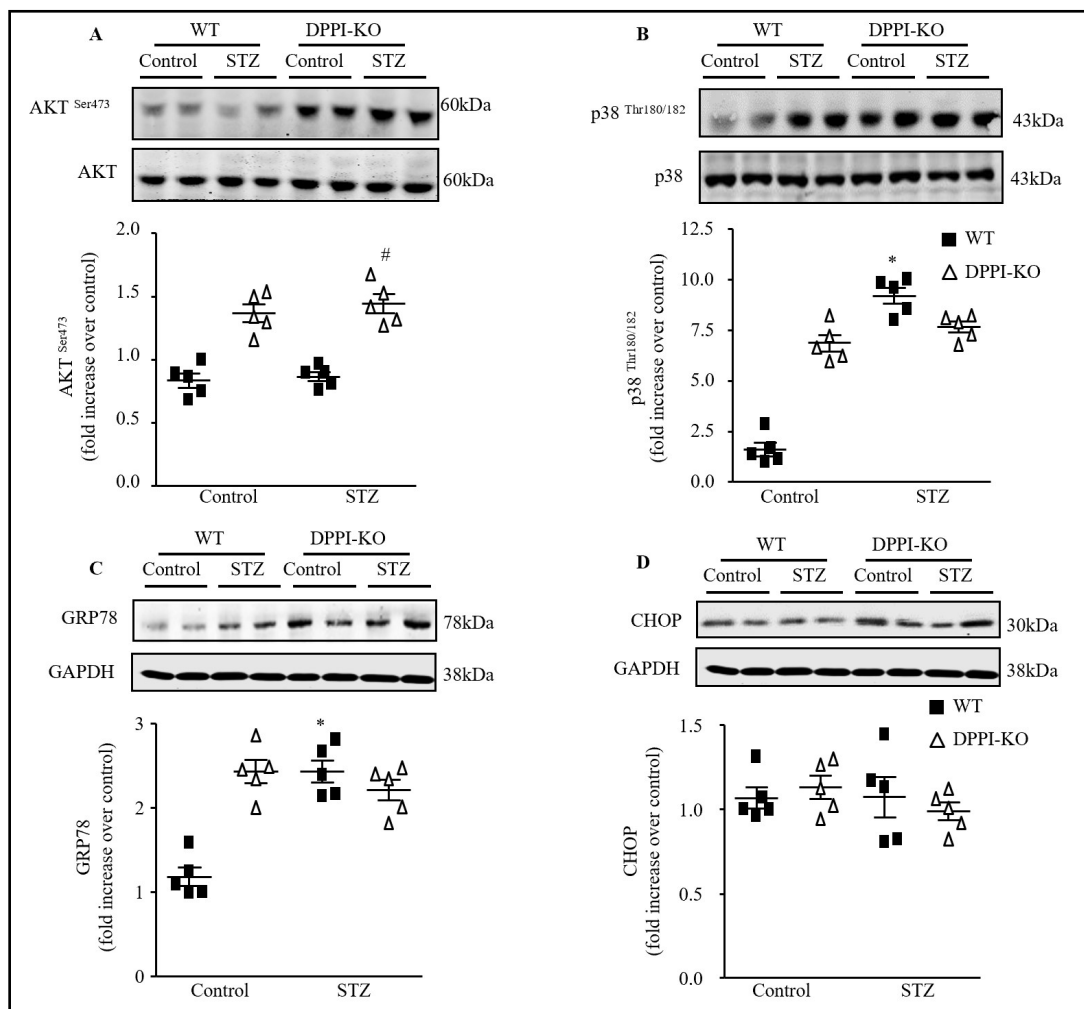 A
WT
DPPI-KO
Control
STZ
Control
STZ
AKT Ser473
60kDa
AKT
60kDa
2.0
1.5
1.0
0.5
0.0
AKT Ser473
(fold increase over control)
#
Control
STZ
B
WT
DPPI-KO
Control
STZ
Control
STZ
p38 Thr180/182
43kDa
p38
43kDa
12.5
10.0
7.5
5.0
2.5
0.0
p38 Thr180/182
(fold increase over control)
*
WT
DPPI-KO
Control
STZ
C
WT
DPPI-KO
Control
STZ
Control
STZ
GRP78
78kDa
GAPDH
38kDa
3
2
1
0
GRP78
(fold increase over control)
*
Control
STZ
D
WT
DPPI-KO
Control
STZ
Control
STZ
CHOP
30kDa
GAPDH
38kDa
1.5
1.0
0.5
0.0
CHOP
(fold increase over control)
WT
DPPI-KO
Control
STZ